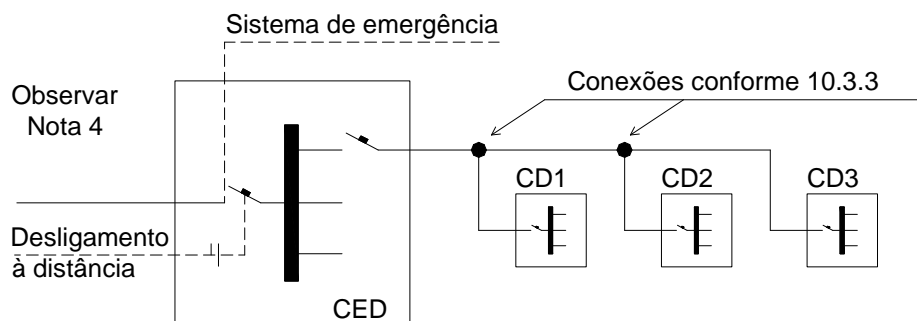 Sistema de emergência
Observar
Nota 4
Conexões conforme 10.3.3
CD1
CD2
CD3
Desligamento
à distância
CED